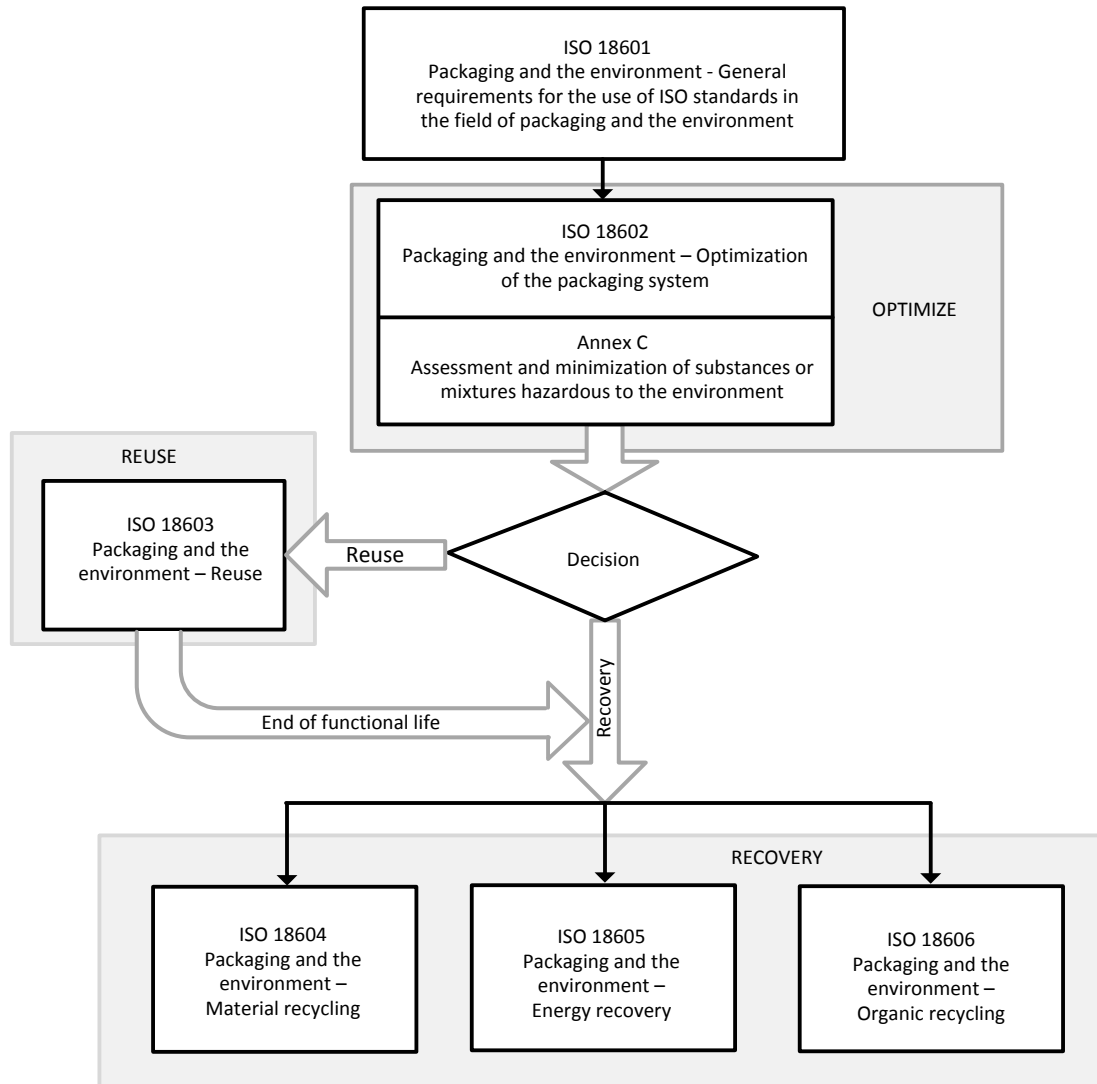 ISO 18601
Packaging and the environment - General
requirements for the use of ISO standards in
the field of packaging and the environment
ISO 18602
Packaging and the environment – Optimization
of the packaging system
OPTIMIZE
Annex C
Assessment and minimization of substances or
mixtures hazardous to the environment
REUSE
ISO 18603
Packaging and the
environment – Reuse
Reuse
Decision
Recovery
End of functional life
RECOVERY
ISO 18604
Packaging and the
environment –
Material recycling
ISO 18605
Packaging and the
environment –
Energy recovery
ISO 18606
Packaging and the
environment –
Organic recycling